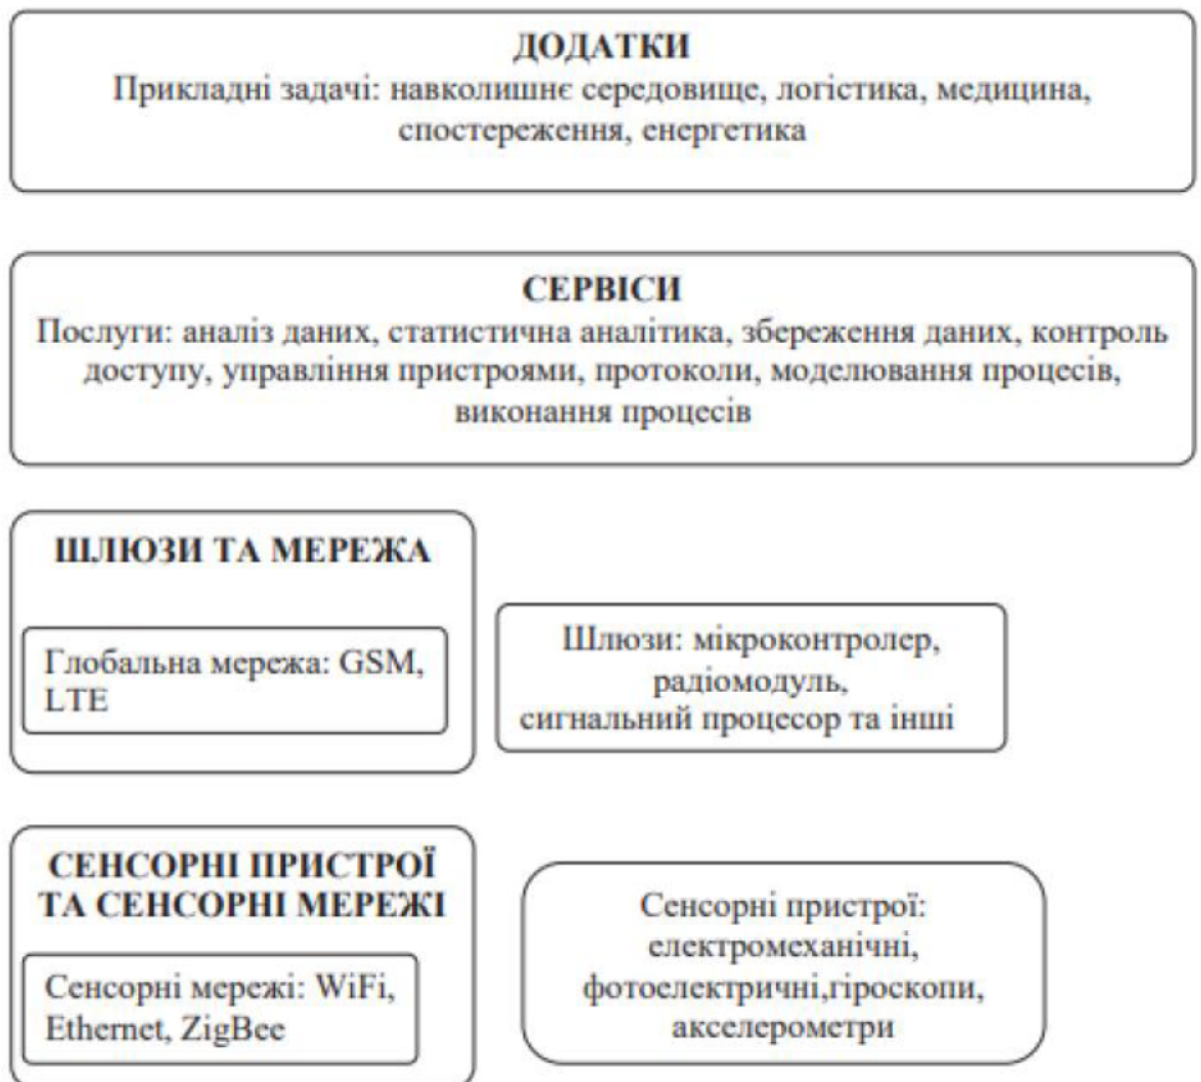 ДОДАТКИ
Прикладні задачі: навколишнє середовище, логістика, медицина,
спостереження, енергетика
СЕРВІСИ
Послуги: аналіз даних, статистична аналітика, збереження даних, контроль
доступу, управління пристроями, протоколи, моделювання процесів,
виконання процесів
ШЛЮЗИ ТА МЕРЕЖА
Глобальна мережа: GSM,
LTE
Шлюзи: мікроконтролер,
радіомодуль,
сигнальний процесор та інші
СЕНСОРНІ ПРИСТРОЇ
ТА СЕНСОРНІ МЕРЕЖІ
Сенсорні мережі: WiFi,
Ethernet, ZigBee
Сенсорні пристрої:
електромеханічні,
фотоелектричні,гіроскопи,
акселерометри